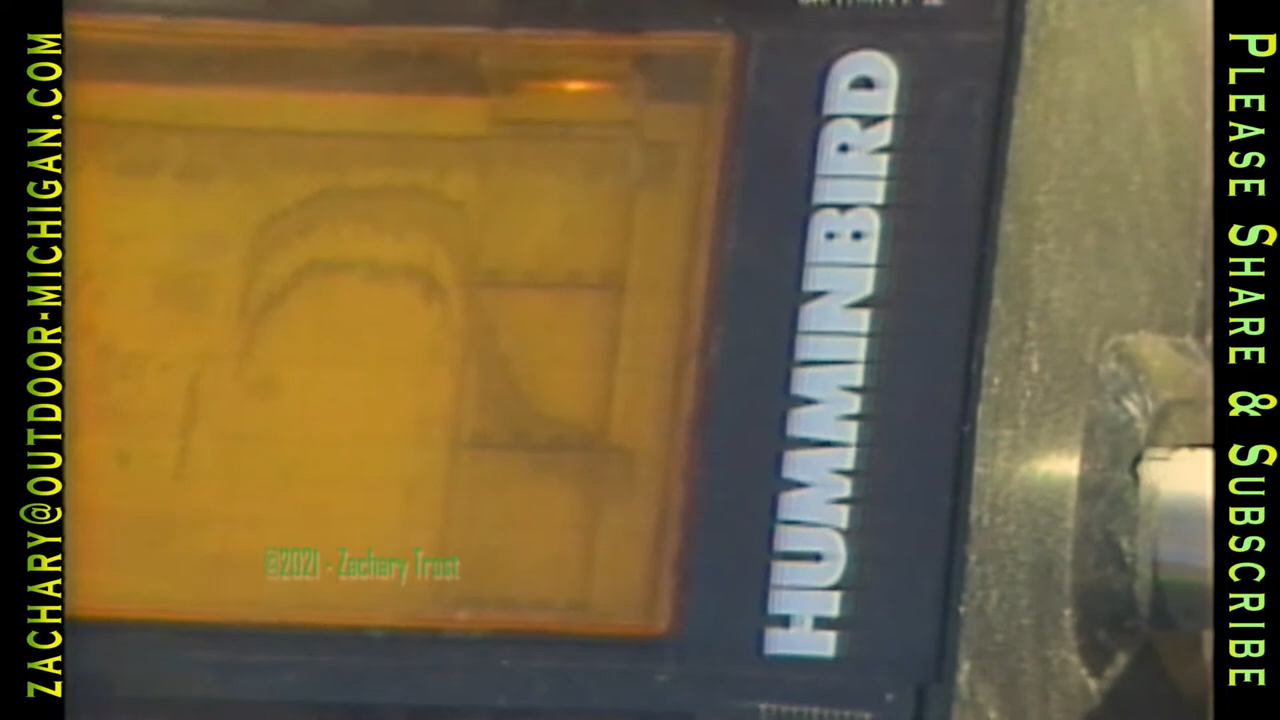 ZACHARY@OUTDOOR-MICHIGAN.COM
HUMMINBIRD
©2021 - Zachary Trost
PLEASE SHARE & SUBSCRIBE